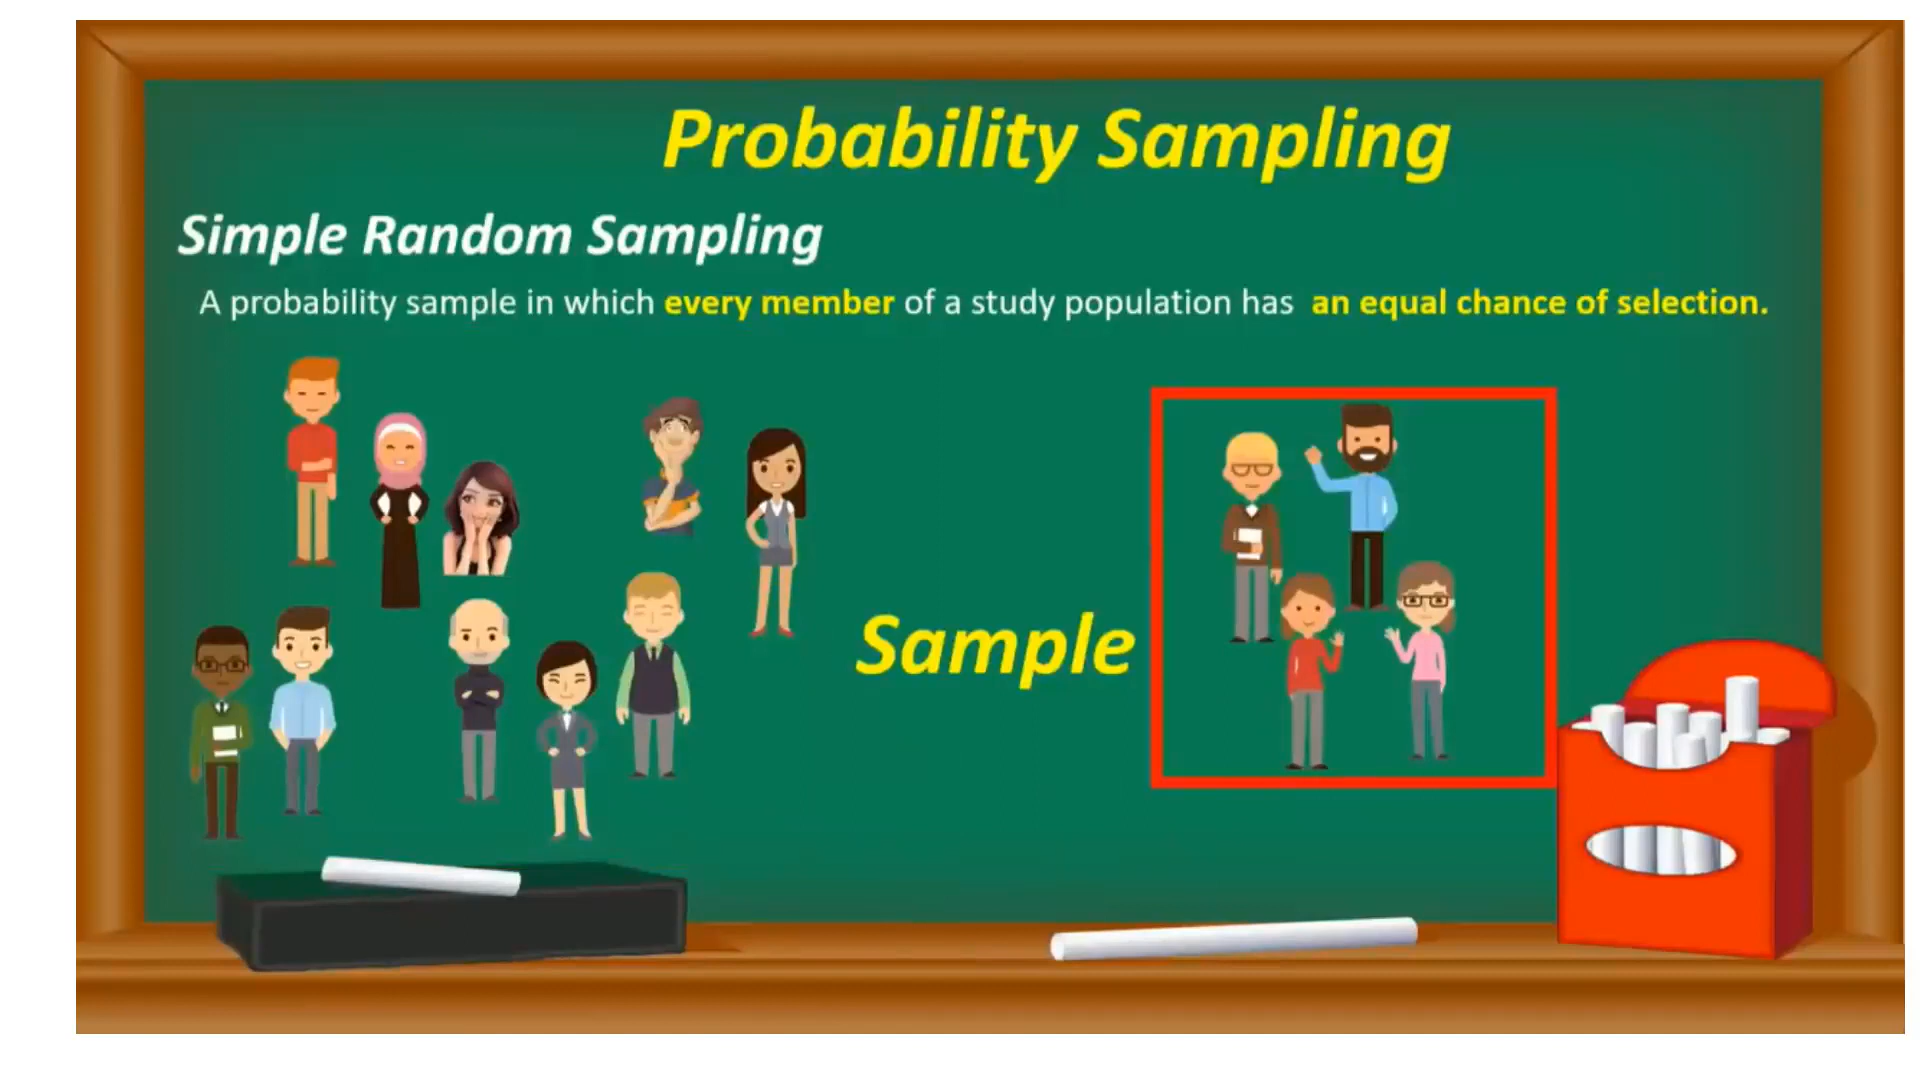 Probability Sampling
Simple Random Sampling
A probability sample in which every member of a study population has an equal chance of selection.
Sample